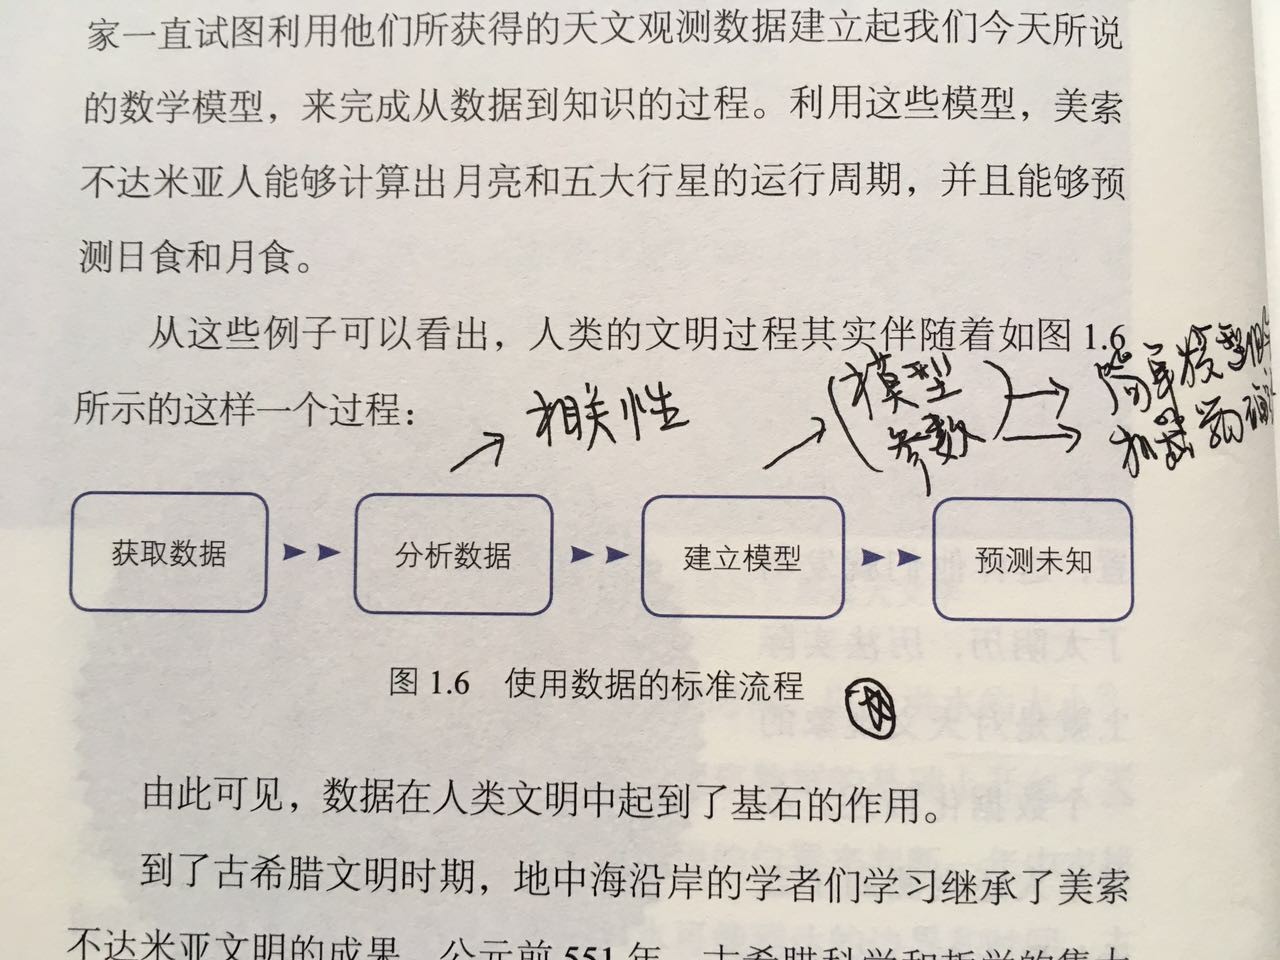 家一直试图利用他们所获得的天文观测数据建立起我们今天所说
的数学模型，来完成从数据到知识的过程。利用这些模型，美索
不达米亚人能够计算出月亮和五大行星的运行周期，并且能够预
测日食和月食。
从这些例子可以看出，人类的文明过程其实伴随着如图1.6
所示的这样一个过程：
相关性
模型
参数
简单模型
机器学习
获取数据
分析数据
建立模型
预测未知
图 1.6 使用数据的标准流程
由此可见，数据在人类文明中起到了基石的作用。
到了古希腊文明时期，地中海沿岸的学者们学习继承了美索
不达米亚文明的成果。公元前 551 年，古希腊科学和哲学的集大